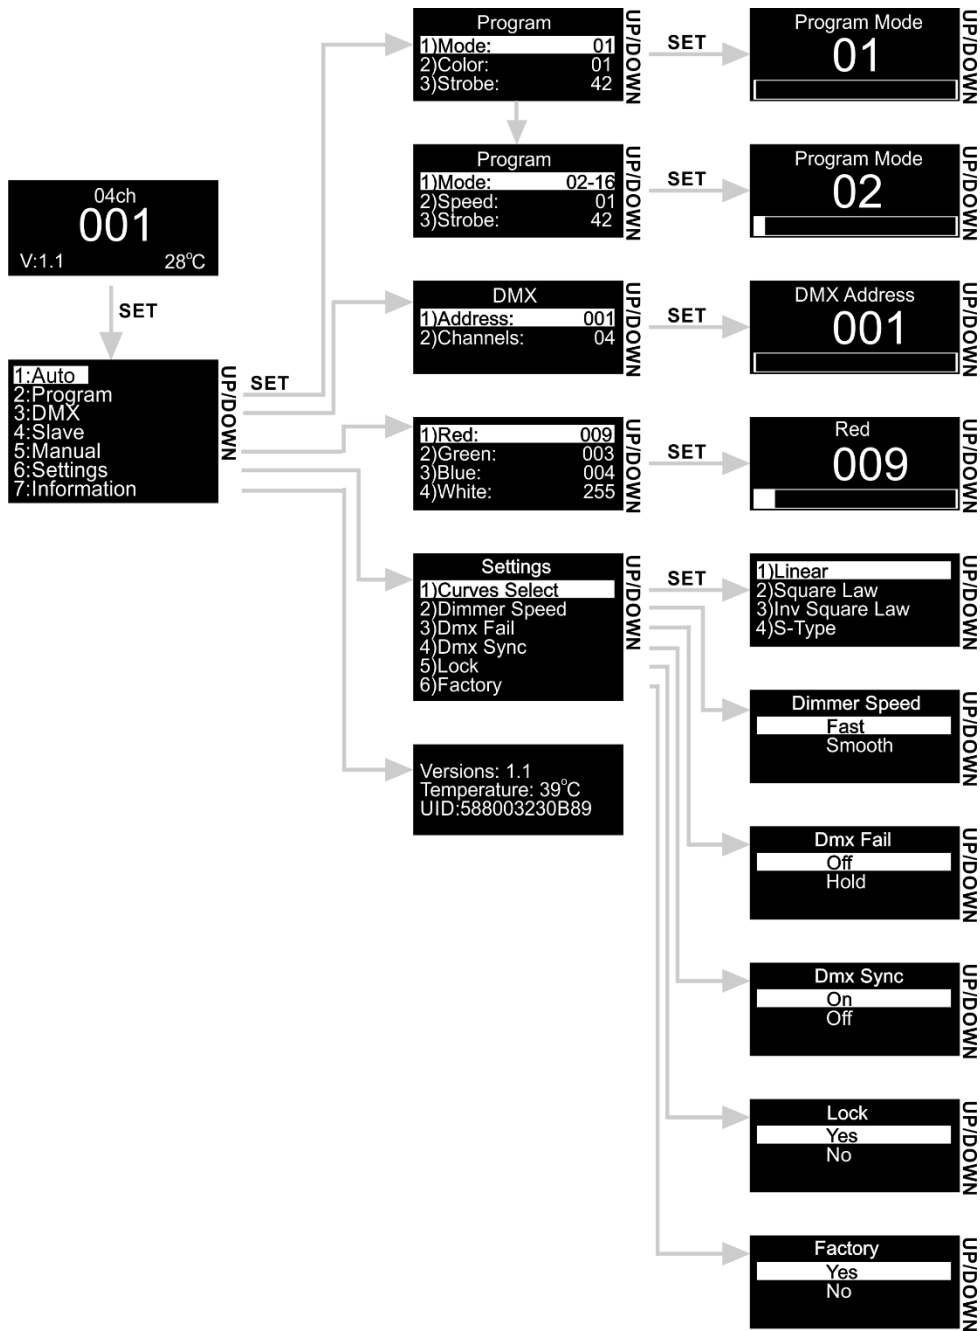 04ch
001
V:1.1 28°C
SET
1:Auto
2:Program
3:DMX
4:Slave
5:Manual
6:Settings
7:Information
UP/DOWN
SET
Program
1)Mode: 01
2)Color: 01
3)Strobe: 42
UP/DOWN
SET
Program Mode
01
UP/DOWN
Program
1)Mode: 02-16
2)Speed: 01
3)Strobe: 42
UP/DOWN
SET
Program Mode
02
UP/DOWN
DMX
1)Address: 001
2)Channels: 04
UP/DOWN
SET
DMX Address
001
UP/DOWN
1)Red: 009
2)Green: 003
3)Blue: 004
4)White: 255
UP/DOWN
SET
Red
009
UP/DOWN
Settings
1)Curves Select
2)Dimmer Speed
3)Dmx Fail
4)Dmx Sync
5)Lock
6)Factory
UP/DOWN
SET
1)Linear
2)Square Law
3)Inv Square Law
4)S-Type
UP/DOWN
Dimmer Speed
Fast
Smooth
UP/DOWN
Versions: 1.1
Temperature: 39°C
UID:588003230B89
Dmx Fail
Off
Hold
UP/DOWN
Dmx Sync
On
Off
UP/DOWN
Lock
Yes
No
UP/DOWN
Factory
Yes
No
UP/DOWN